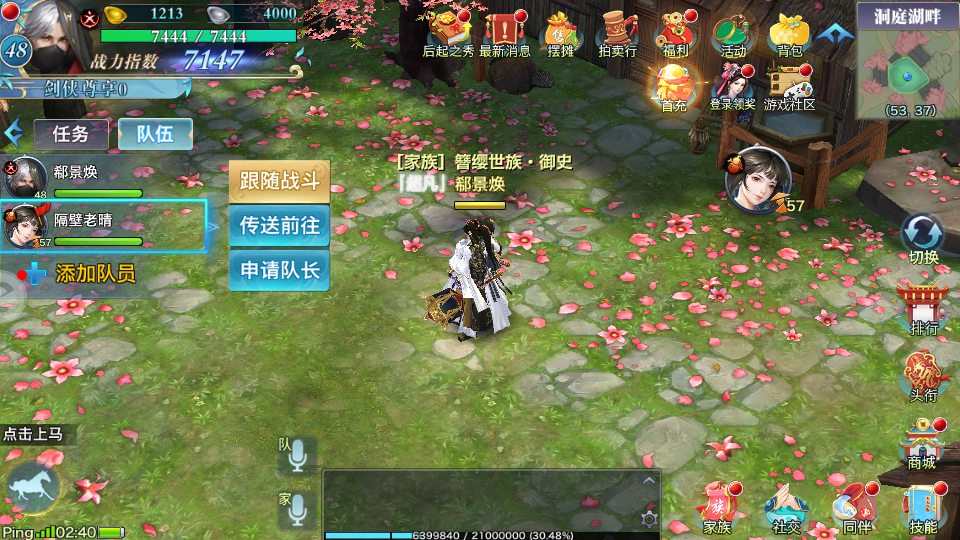 1213
4000
7444 / 7444
48
战力指数 7147
剑侠尊享0
后起之秀
最新消息
摆摊
售
拍卖行
福利
活动
背包
洞庭湖畔
(53, 37)
首充
登录领奖
游戏社区
任务
队伍
郗景焕
48
隔壁老晴
57
添加队员
跟随战斗
传送前往
申请队长
[家族] 簪缨世族·御史
「超凡」郗景焕
57
切换
排行
头衔
商城
点击上马
队
家
Ping
02:40
6399840 / 21000000 (30.48%)
族
家族
社交
同伴
技能